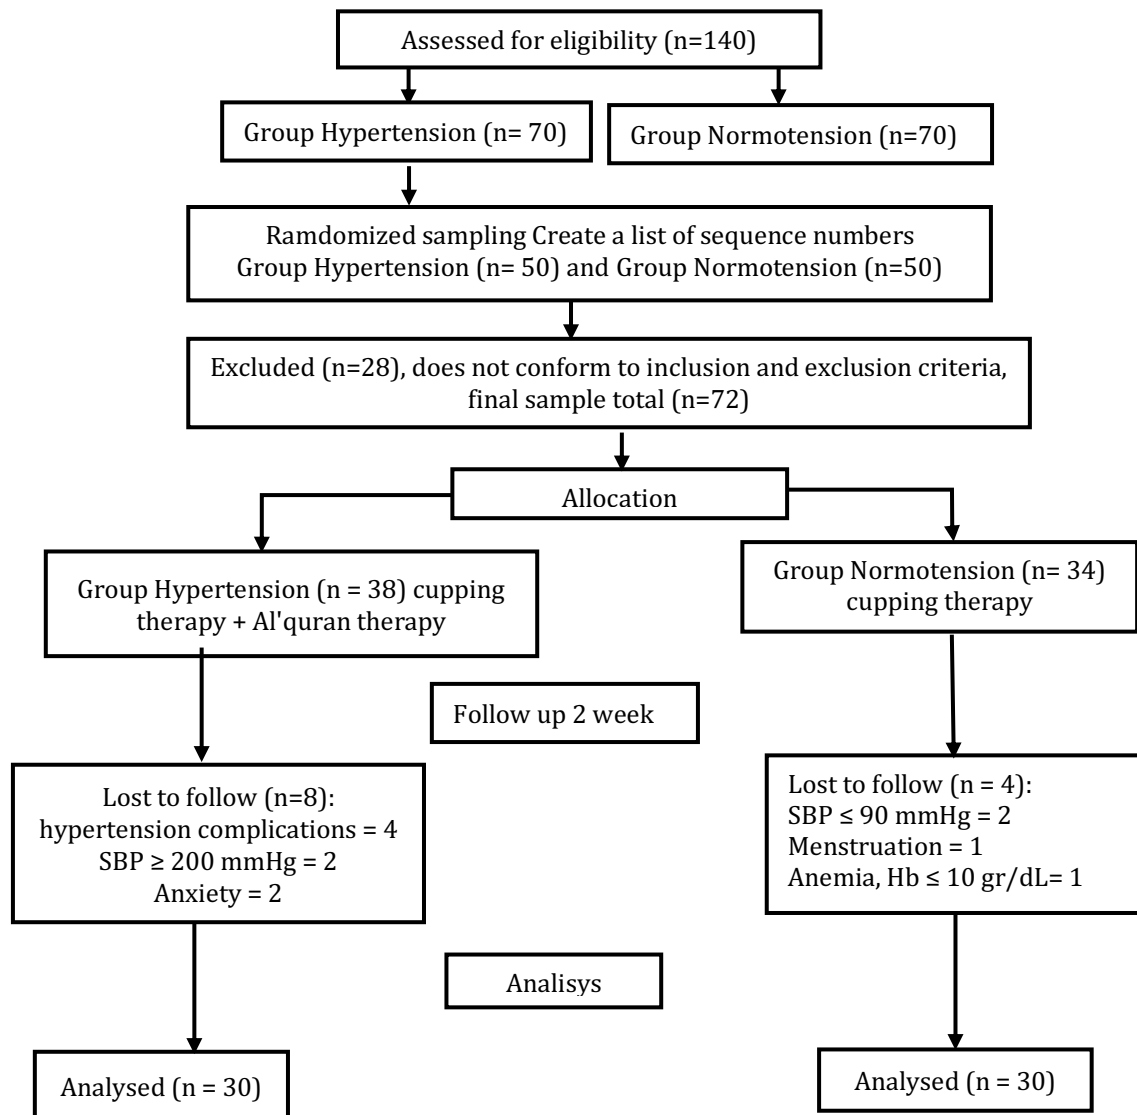 Assessed for eligibility (n=140)
Group Hypertension (n= 70)
Group Normotension (n=70)
Ramdomized sampling Create a list of sequence numbers
Group Hypertension (n= 50) and Group Normotension (n=50)
Excluded (n=28), does not conform to inclusion and exclusion criteria,
final sample total (n=72)
Allocation
Group Hypertension (n = 38) cupping
therapy + Al'quran therapy
Group Normotension (n= 34)
cupping therapy
Follow up 2 week
Lost to follow (n=8):
hypertension complications = 4
SBP ≥ 200 mmHg = 2
Anxiety = 2
Lost to follow (n = 4):
SBP ≤ 90 mmHg = 2
Menstruation = 1
Anemia, Hb ≤ 10 gr/dL= 1
Analisys
Analysed (n = 30)
Analysed (n = 30)